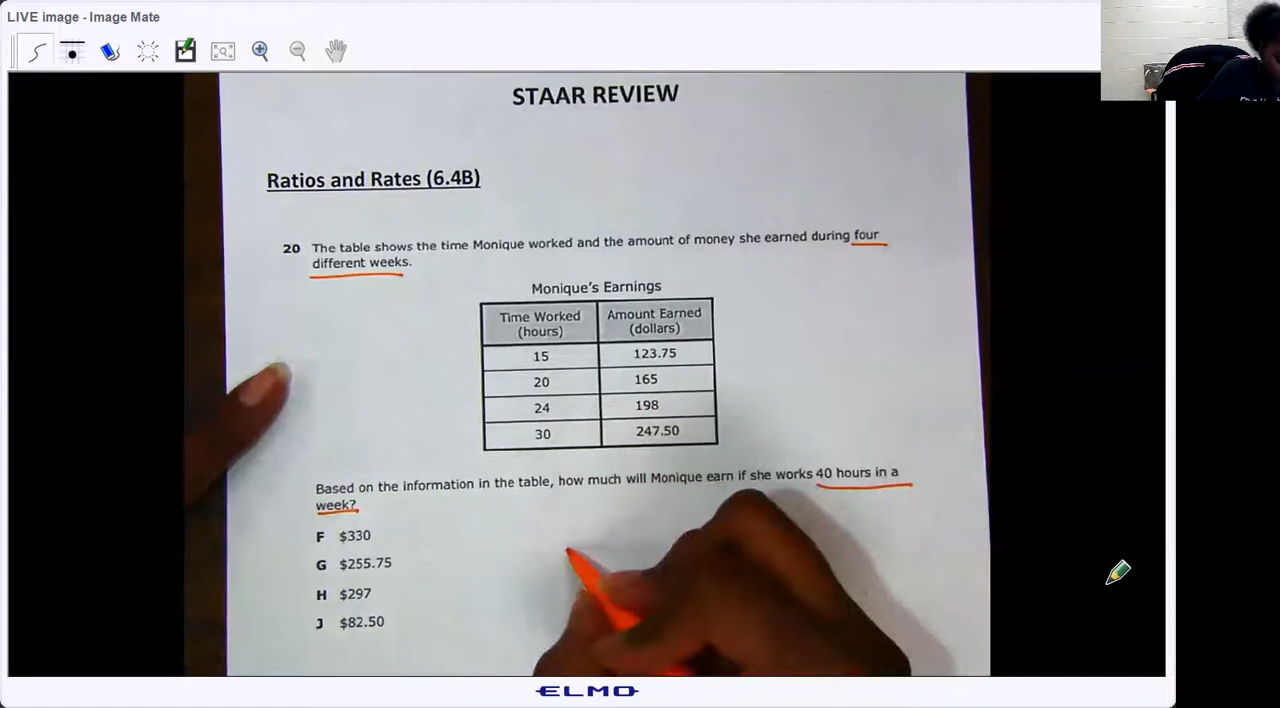 LIVE image - Image Mate
STAAR REVIEW
Ratios and Rates (6.4B)
20 The table shows the time Monique worked and the amount of money she earned during four
different weeks.
Monique's Earnings
Time Worked Amount Earned
(hours) (dollars)
15 123.75
20 165
24 198
30 247.50
Based on the information in the table, how much will Monique earn if she works 40 hours in a
week?
F $330
G $255.75
H $297
J $82.50
ELMO